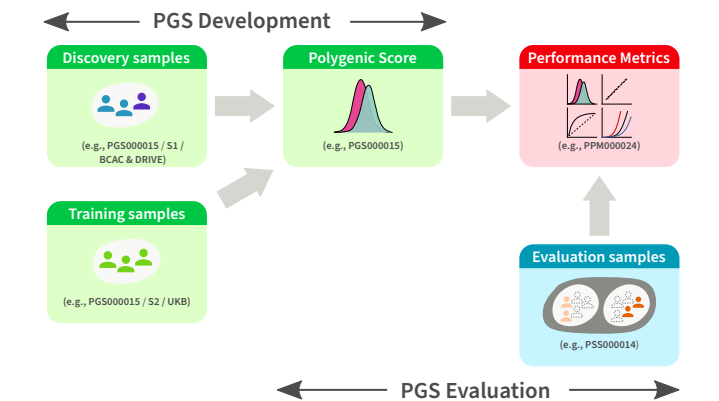 PGS Development
Discovery samples
(e.g., PGS000015 / S1 /
BCAC & DRIVE)
Polygenic Score
(e.g., PGS000015)
Performance Metrics
(e.g., PPM000024)
Training samples
(e.g., PGS000015 / S2 / UKB)
Evaluation samples
(e.g., PSS000014)
PGS Evaluation